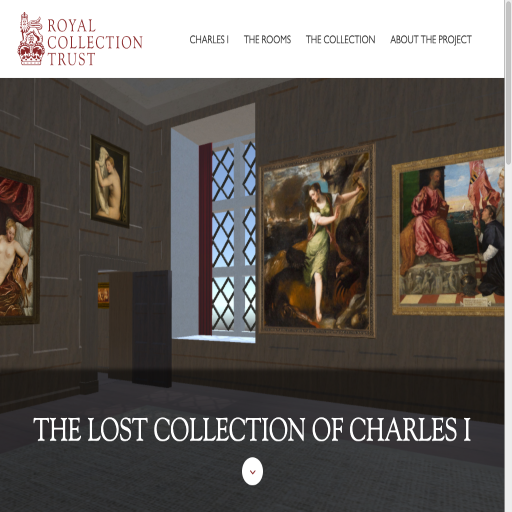 ROYAL
COLLECTION
TRUST
CHARLES I THE ROOMS THE COLLECTION ABOUT THE PROJECT
THE LOST COLLECTION OF CHARLES I